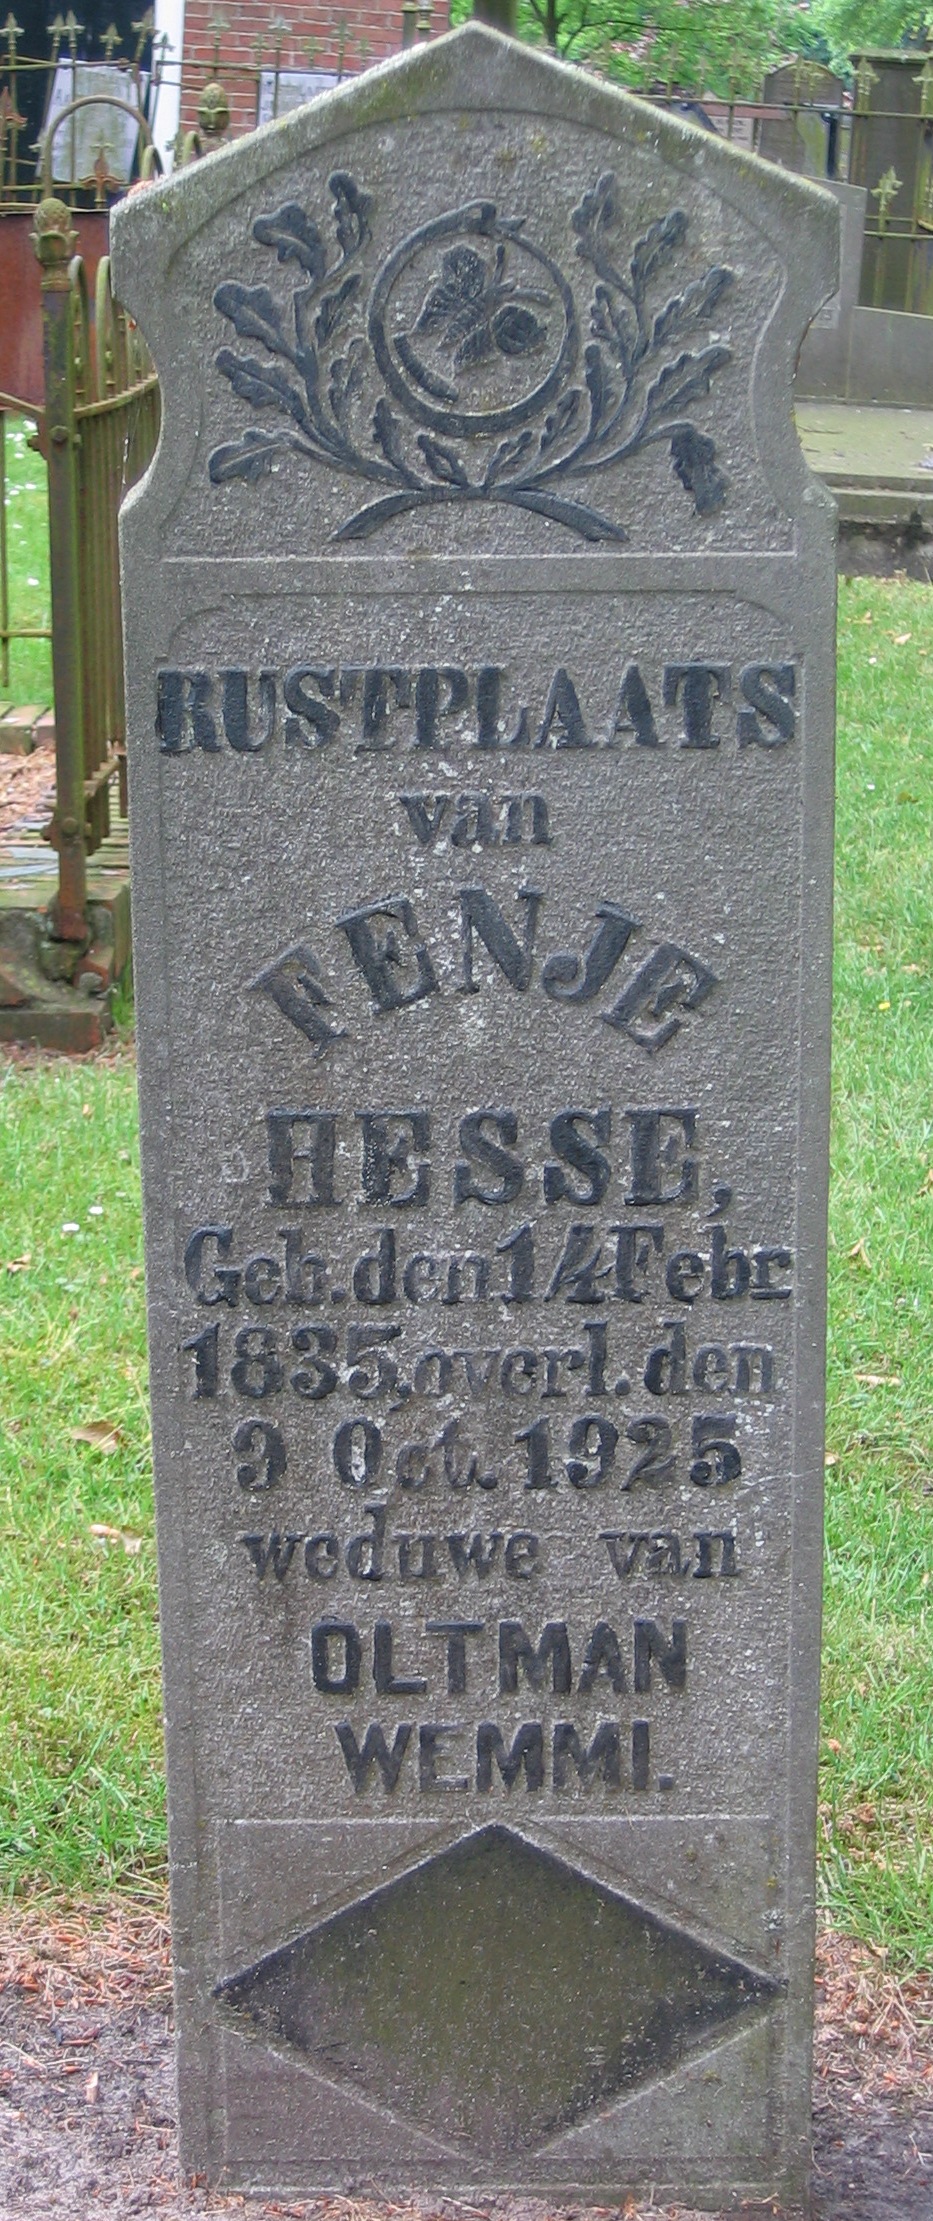 RUSTPLAATS
van
FENJE
HESSE,
Geb. den 14 Febr
1835, overl. den
9 Oct. 1925
weduwe van
OLTMAN
WEMMI.